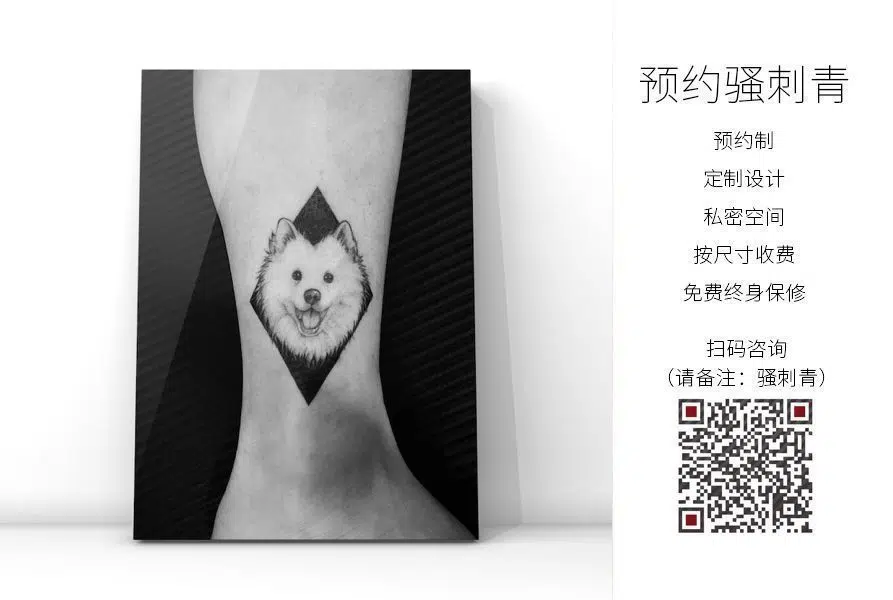 预约骚刺青
预约制
定制设计
私密空间
按尺寸收费
免费终身保修
扫码咨询
（请备注：骚刺青）